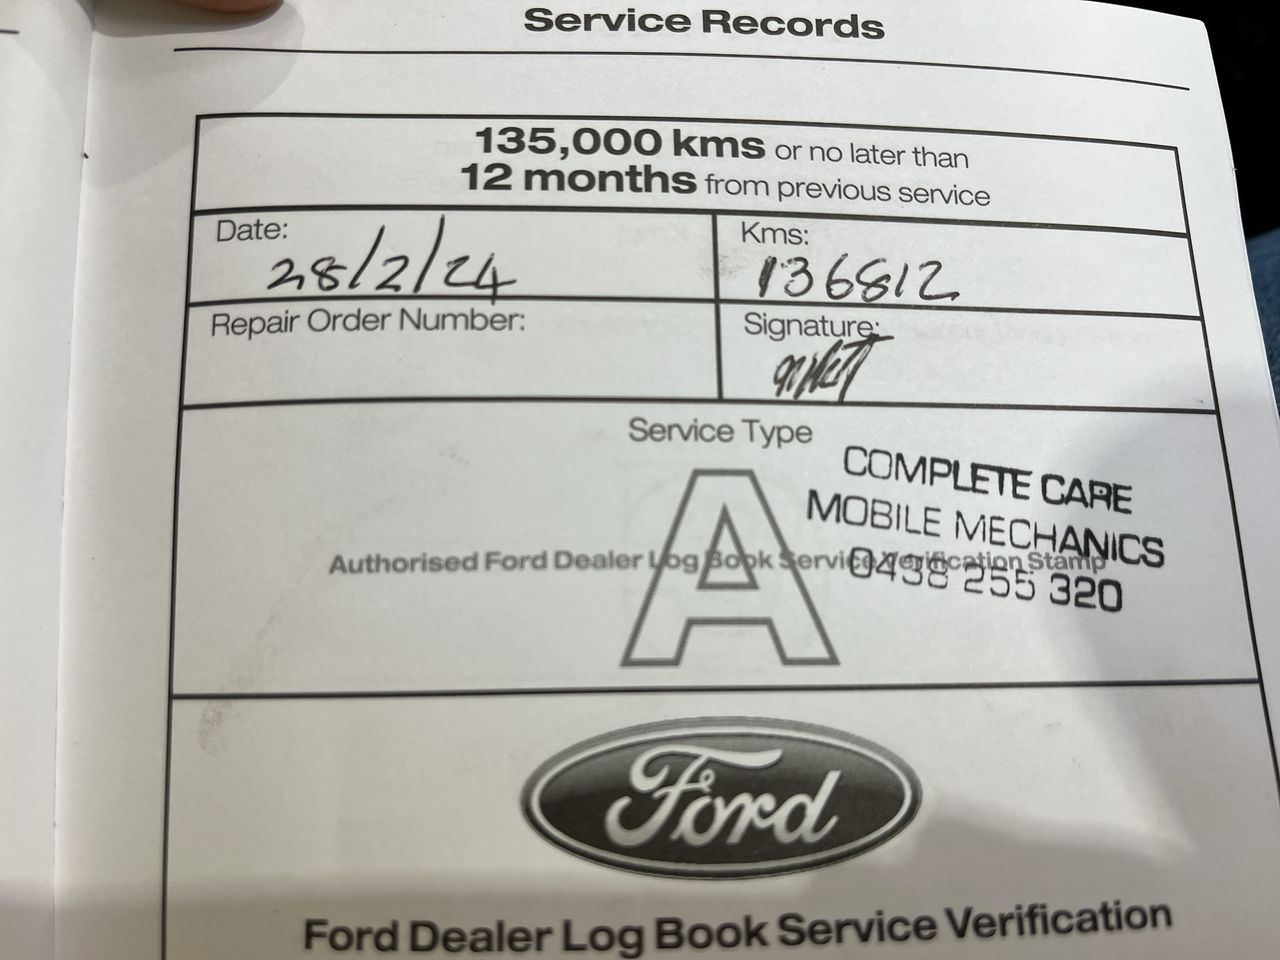 Service Records
135,000 kms or no later than
12 months from previous service
Date:
28/2/24
Kms:
136812
Repair Order Number:
Signature:
Service Type
A
Authorised Ford Dealer Log Book Service Verification Stamp
COMPLETE CARE
MOBILE MECHANICS
0438 255 320
Ford
Ford Dealer Log Book Service Verification